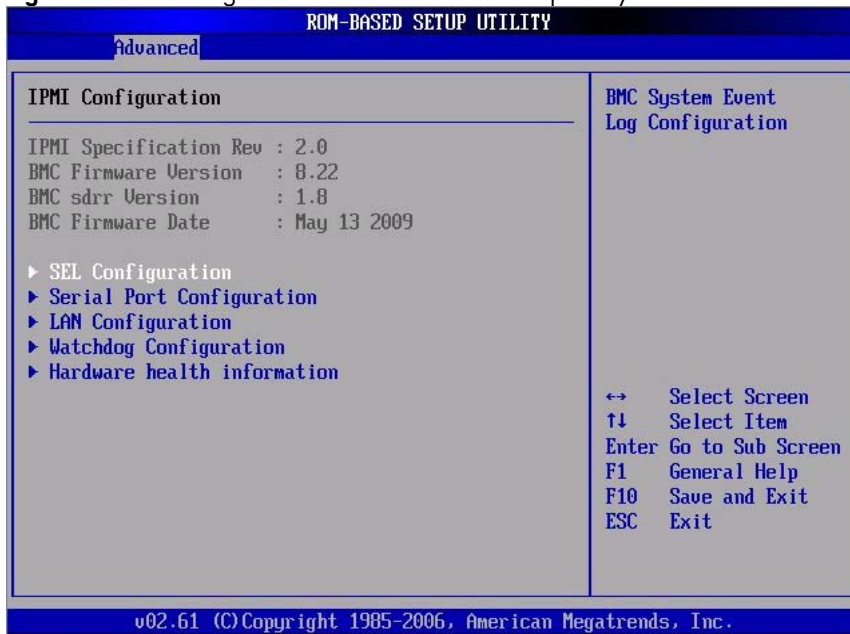 ROM-BASED SETUP UTILITY
Advanced
IPMI Configuration
IPMI Specification Rev : 2.0
BMC Firmware Version : 8.22
BMC sdrr Version : 1.8
BMC Firmware Date : May 13 2009
▶ SEL Configuration
▶ Serial Port Configuration
▶ LAN Configuration
▶ Watchdog Configuration
▶ Hardware health information
BMC System Event
Log Configuration
↔ Select Screen
↑↓ Select Item
Enter Go to Sub Screen
F1 General Help
F10 Save and Exit
ESC Exit
v02.61 (C)Copyright 1985-2006, American Megatrends, Inc.